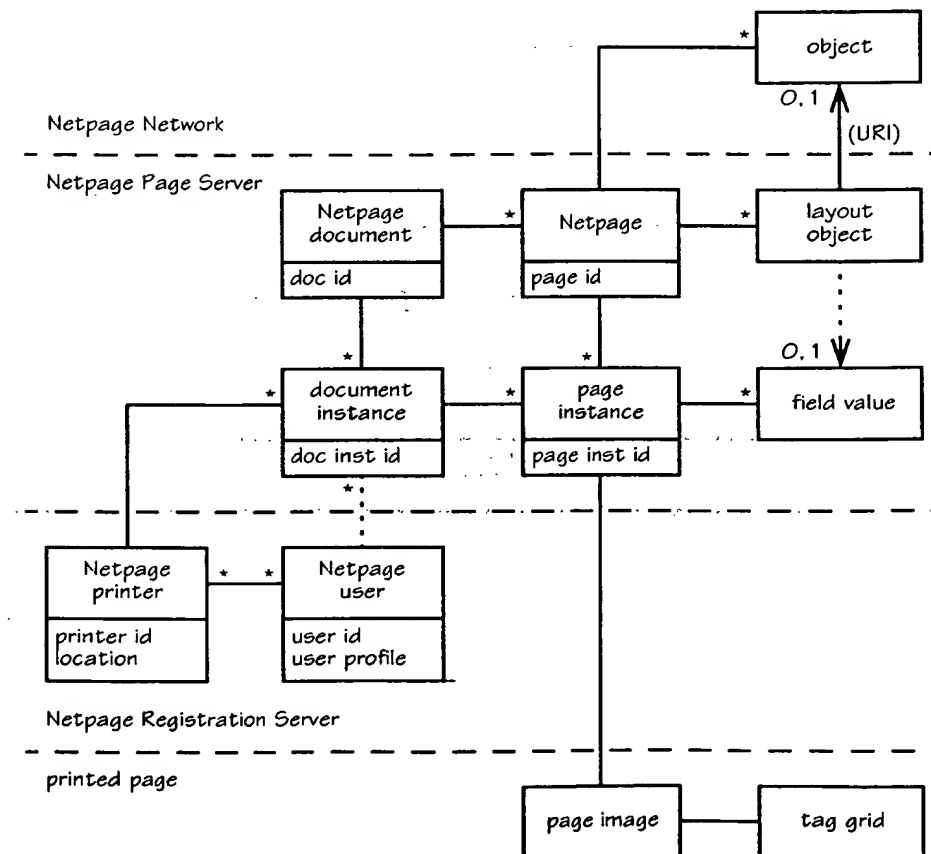 object
*
0, 1
(URI)
Netpage Network
Netpage Page Server
Netpage
document
doc id
*
Netpage
page id
*
layout
object
*
*
0, 1
*
document
instance
doc inst id
*
page
instance
page inst id
*
field value
*
Netpage
printer
printer id
location
* *
Netpage
user
user id
user profile
Netpage Registration Server
printed page
page image
tag grid